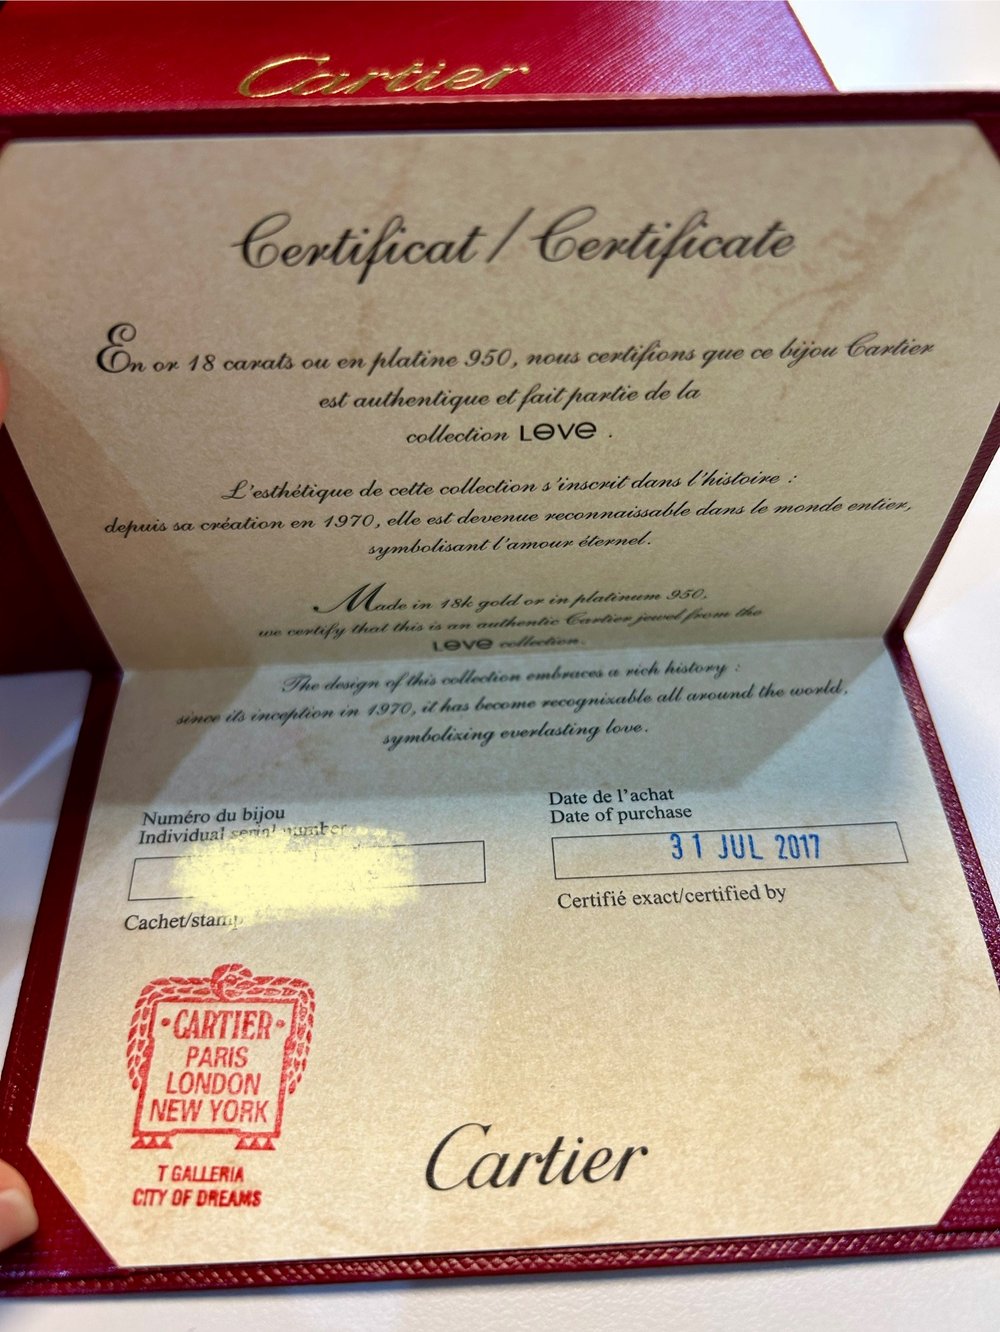 Cartier
Certificat / Certificate
En or 18 carats ou en platine 950, nous certifions que ce bijou Cartier
est authentique et fait partie de la
collection LOVE .
L'esthétique de cette collection s'inscrit dans l'histoire :
depuis sa création en 1970, elle est devenue reconnaissable dans le monde entier,
symbolisant l'amour éternel.
Made in 18k gold or in platinum 950,
we certify that this is an authentic Cartier jewel from the
LOVE collection.
The design of this collection embraces a rich history :
since its inception in 1970, it has become recognizable all around the world,
symbolizing everlasting love.
Numéro du bijou
Individual serial number
Date de l'achat
Date of purchase
31 JUL 2017
Cachet/stamp
Certifié exact/certified by
·CARTIER·
PARIS
LONDON
NEW YORK
T GALLERIA
CITY OF DREAMS
Cartier